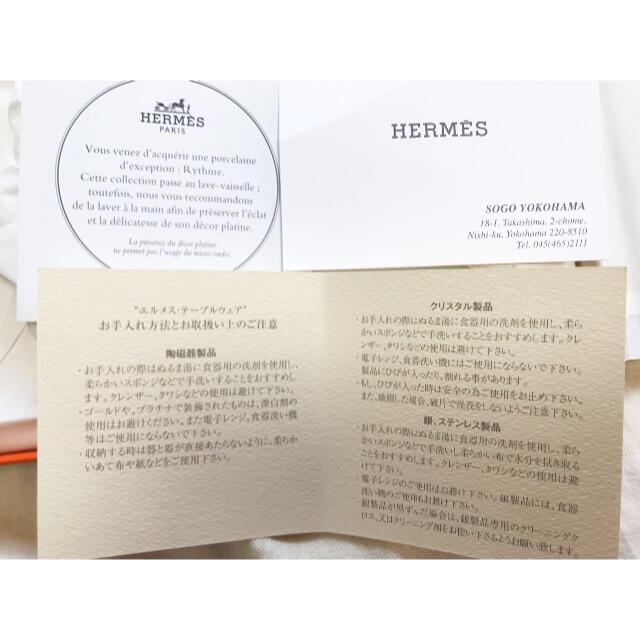 HERMÈS
PARIS
Vous venez d'acquérir une porcelaine
d'exception : Rythme.
Cette collection passe au lave-vaisselle ;
toutefois, nous vous recommandons
de la laver à la main afin de préserver l'éclat
et la délicatesse de son décor platine.
La présence du décor platine
ne permet pas l'usage du micro-ondes
HERMÈS
SOGO YOKOHAMA
18-1, Takashima, 2-chome,
Nishi-ku, Yokohama 220-8510
Tel. 045(465)2111
"エルメス・テーブルウェア"
お手入れ方法とお取扱い上のご注意
陶磁器製品
・お手入れの際はぬるま湯に食器用の洗剤を使用し、
柔らかいスポンジなどで手洗いすることをおすすめし
ます。クレンザー、タワシなどの使用は避けて下さい。
・ゴールドや、プラチナで装飾されたものは、漂白剤の
使用はお避けください。また電子レンジ、食器洗い機
等はご使用にならないで下さい。
・収納する時は器と器が直接あたらないように、柔らか
いあて布や紙などをご使用下さい。
クリスタル製品
・お手入れの際はぬるま湯に食器用の洗剤を使用し、柔ら
かいスポンジなどで手洗いすることをおすすめします。クレ
ンザー、タワシなどの使用は避けて下さい。
・電子レンジ、食器洗い機にはご使用にならないで下さい。
製品にひびが入ったり、割れる事があります。
・もし、ひびが入った時は安全の為ご使用をお止め下さい。
また、破損した場合、破片で怪我をしないようご注意下さい。
銀、ステンレス製品
・お手入れの際はぬるま湯に食器用の洗剤を使用し、柔ら
かいスポンジなどで手洗いし柔らかい布で水分を拭き取る
ことをおすすめします。クレンザー、タワシなどの使用は避
けて下さい。
・電子レンジのご使用はお避け下さい。銀製品には、食器
洗い機のご使用もお避け下さい。
・銀製品が黒ずんだ場合は、銀製品専用のクリーニングク
ロス、又はクリーニング剤をお使い下さるようお願い致します。